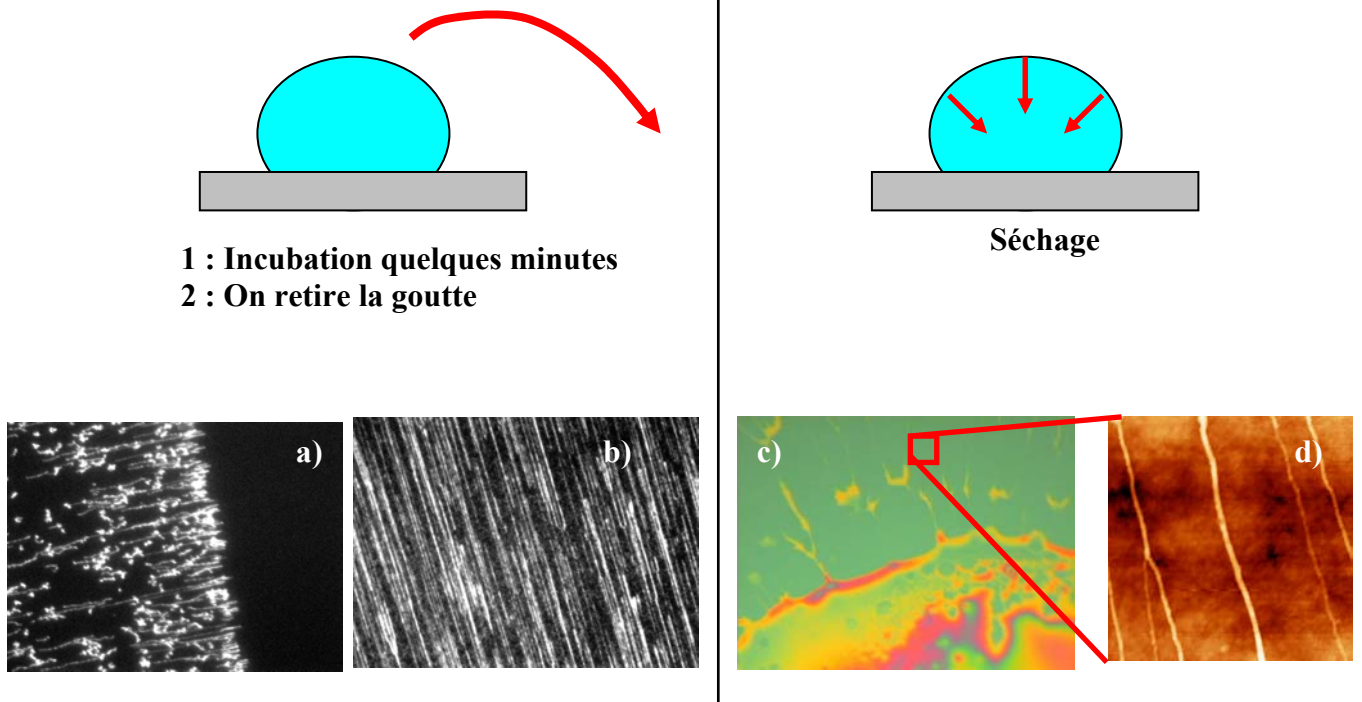 1 : Incubation quelques minutes
2 : On retire la goutte
Séchage
a)
b)
c)
d)